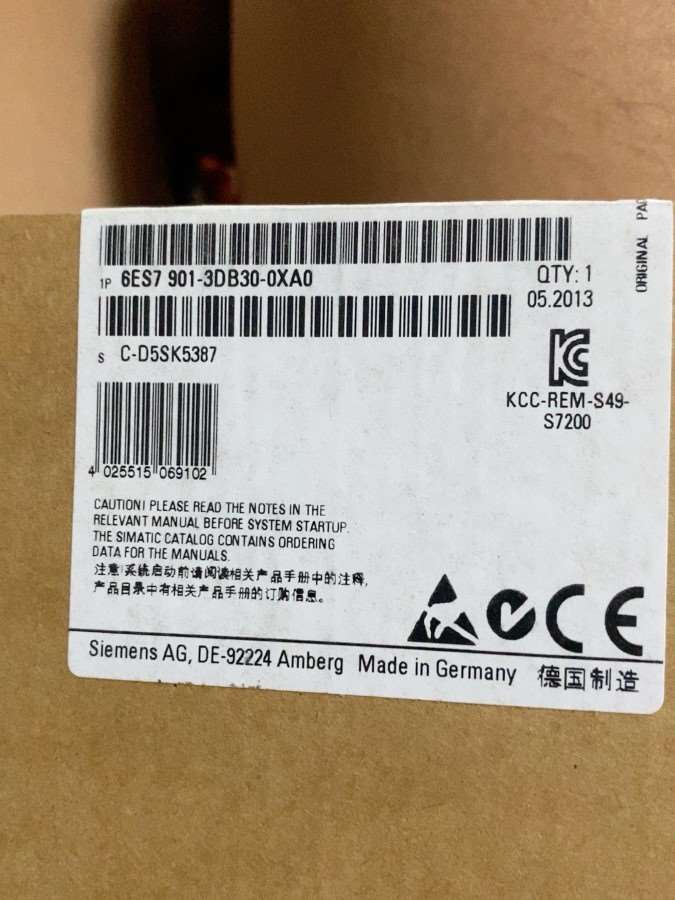 ORIGINAL
1P 6ES7 901-3DB30-0XA0
QTY: 1
05.2013
S C-D5SK5387
KCC-REM-S49-
S7200
4 025515 069102
CAUTION! PLEASE READ THE NOTES IN THE
RELEVANT MANUAL BEFORE SYSTEM STARTUP.
THE SIMATIC CATALOG CONTAINS ORDERING
DATA FOR THE MANUALS.
注意:系统启动前请阅读相关产品手册中的注释,
产品目录中有相关产品手册的订购信息。
CE
Siemens AG, DE-92224 Amberg Made in Germany 德国制造